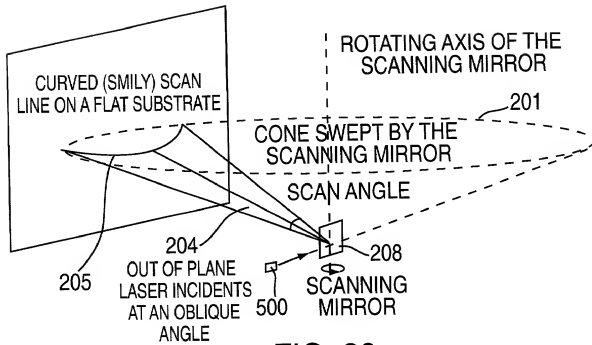 ROTATING AXIS OF THE
SCANNING MIRROR
CURVED (SMILY) SCAN
LINE ON A FLAT SUBSTRATE
201
CONE SWEPT BY THE
SCANNING MIRROR
SCAN ANGLE
204
208
205
OUT OF PLANE
LASER INCIDENTS
AT AN OBLIQUE
ANGLE
500
SCANNING
MIRROR